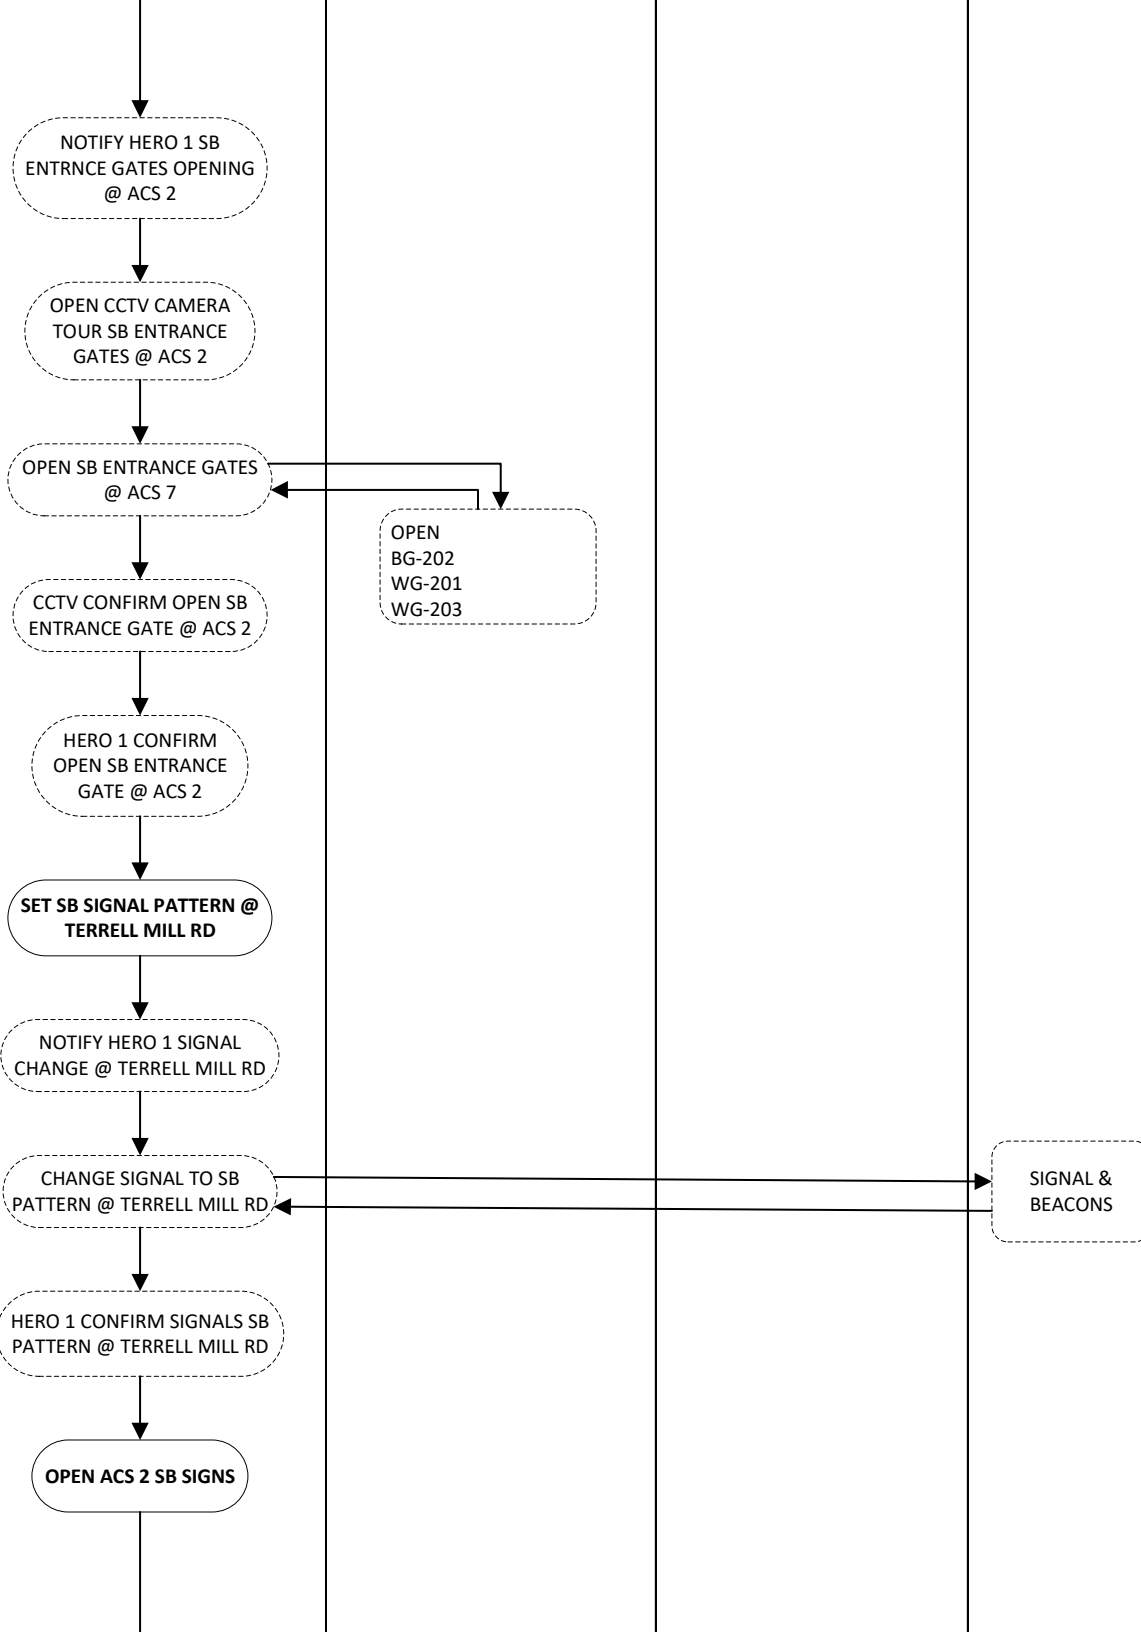 NOTIFY HERO 1 SB
ENTRNCE GATES OPENING
@ ACS 2
OPEN CCTV CAMERA
TOUR SB ENTRANCE
GATES @ ACS 2
OPEN SB ENTRANCE GATES
@ ACS 7
OPEN
BG-202
WG-201
WG-203
CCTV CONFIRM OPEN SB
ENTRANCE GATE @ ACS 2
HERO 1 CONFIRM
OPEN SB ENTRANCE
GATE @ ACS 2
SET SB SIGNAL PATTERN @
TERRELL MILL RD
NOTIFY HERO 1 SIGNAL
CHANGE @ TERRELL MILL RD
CHANGE SIGNAL TO SB
PATTERN @ TERRELL MILL RD
SIGNAL &
BEACONS
HERO 1 CONFIRM SIGNALS SB
PATTERN @ TERRELL MILL RD
OPEN ACS 2 SB SIGNS